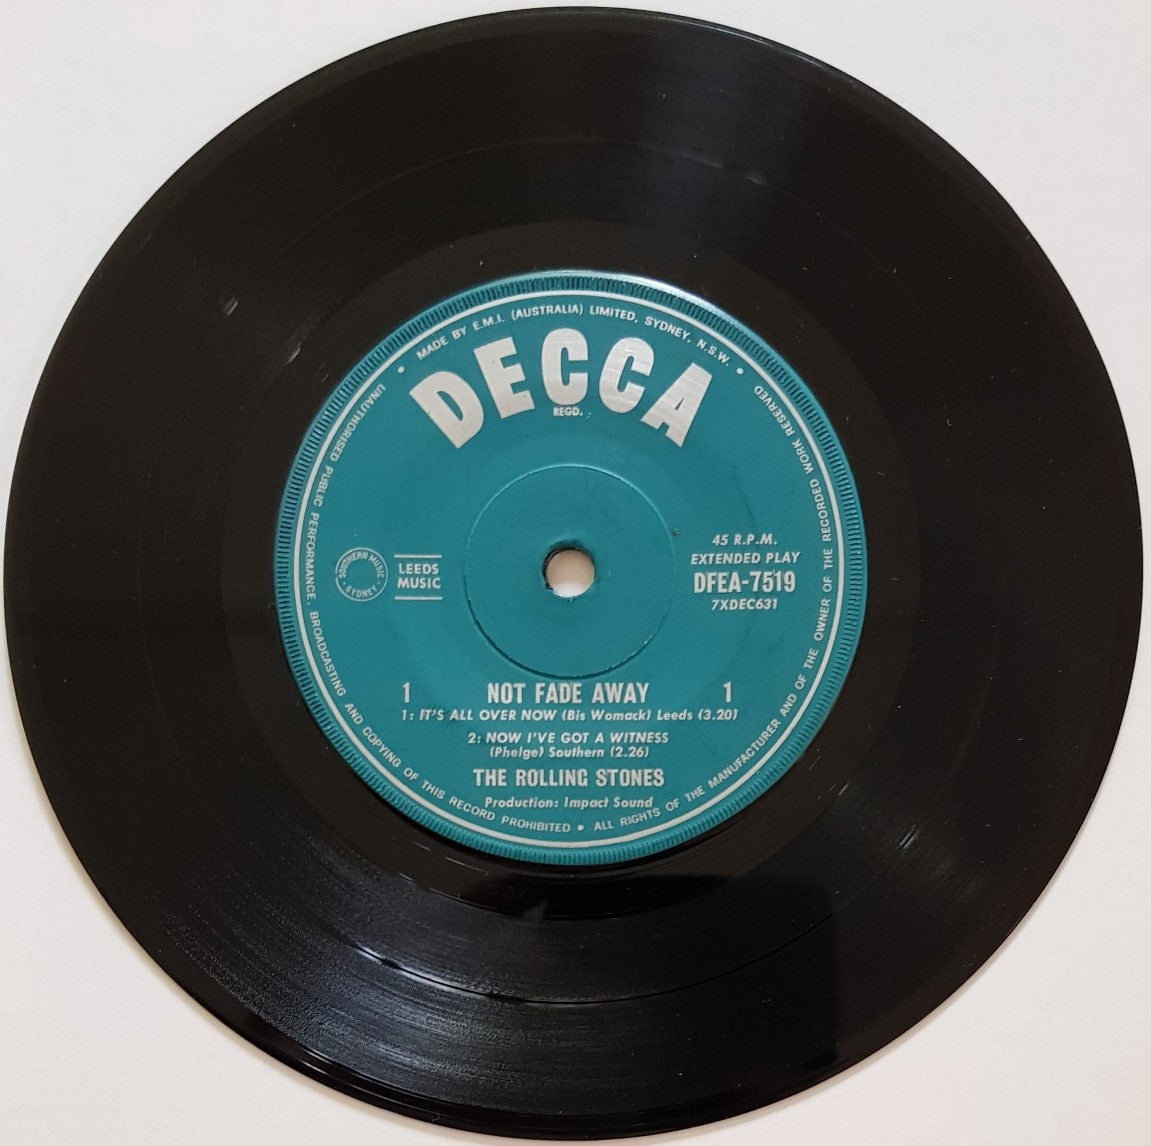 MADE BY E.M.I. (AUSTRALIA) LIMITED, SYDNEY, N.S.W. •
DECCA
REGD.
SOUTHERN MUSIC • SYDNEY •
LEEDS
MUSIC
45 R.P.M.
EXTENDED PLAY
DFEA-7519
7XDEC631
1 NOT FADE AWAY 1
1: IT'S ALL OVER NOW (Bis Womack) Leeds (3.20)
2: NOW I'VE GOT A WITNESS
(Phelge) Southern (2.26)
THE ROLLING STONES
Production: Impact Sound
UNAUTHORISED PUBLIC PERFORMANCE, BROADCASTING AND COPYING OF THIS RECORD PROHIBITED • ALL RIGHTS OF THE MANUFACTURER AND OF THE OWNER OF THE RECORDED WORK RESERVED